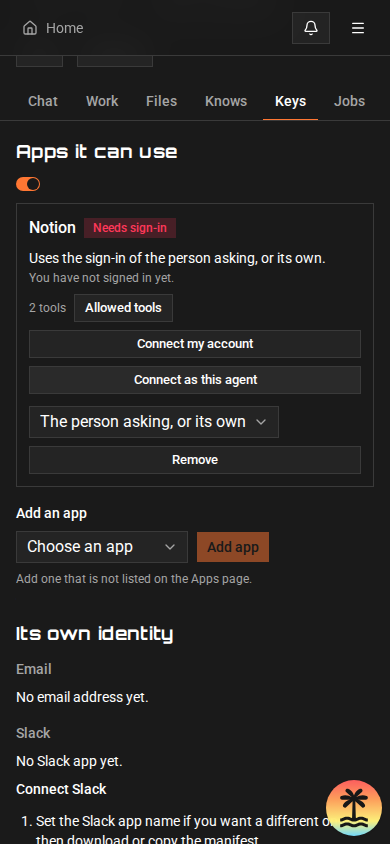 Home
Chat
Work
Files
Knows
Keys
Jobs
Apps it can use
Notion
Needs sign-in
Uses the sign-in of the person asking, or its own.
You have not signed in yet.
2 tools
Allowed tools
Connect my account
Connect as this agent
The person asking, or its own
Remove
Add an app
Choose an app
Add app
Add one that is not listed on the Apps page.
Its own identity
Email
No email address yet.
Slack
No Slack app yet.
Connect Slack
1. Set the Slack app name if you want a different
then download or copy the manifest